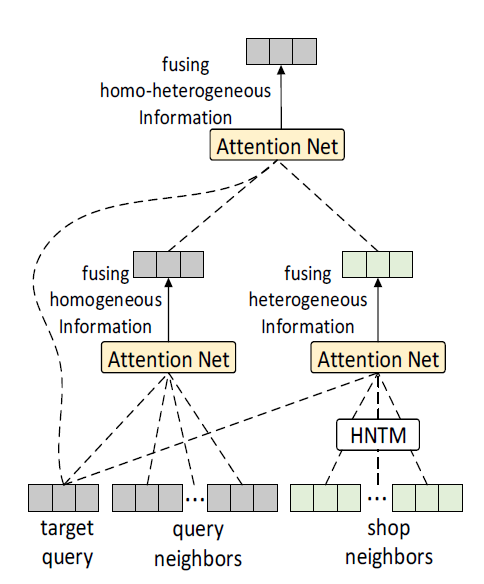 fusing
homo-heterogeneous
Information
Attention Net
fusing
homogeneous
Information
fusing
heterogeneous
Information
Attention Net
Attention Net
HNTM
...
...
target
query
query
neighbors
shop
neighbors